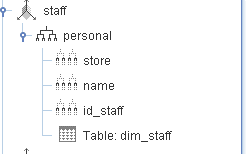 staff
personal
store
name
id_staff
Table: dim_staff